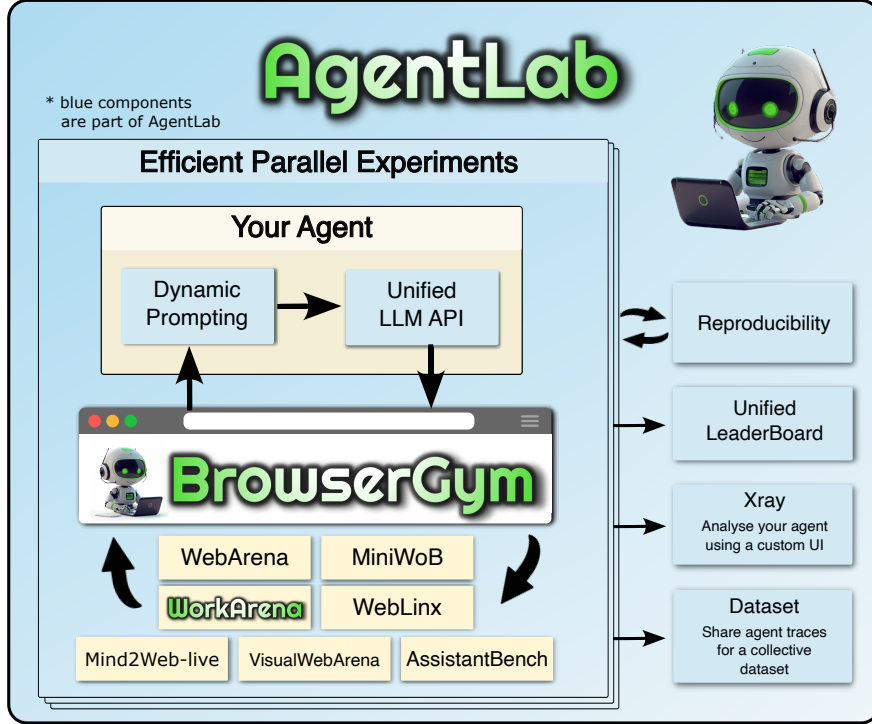 AgentLab
* blue components
are part of AgentLab
Efficient Parallel Experiments
Your Agent
Dynamic
Prompting
Unified
LLM API
BrowserGym
WebArena
MiniWoB
WorkArena
WebLinx
Mind2Web-live
VisualWebArena
AssistantBench
Reproducibility
Unified
LeaderBoard
Xray
Analyse your agent
using a custom UI
Dataset
Share agent traces
for a collective
dataset